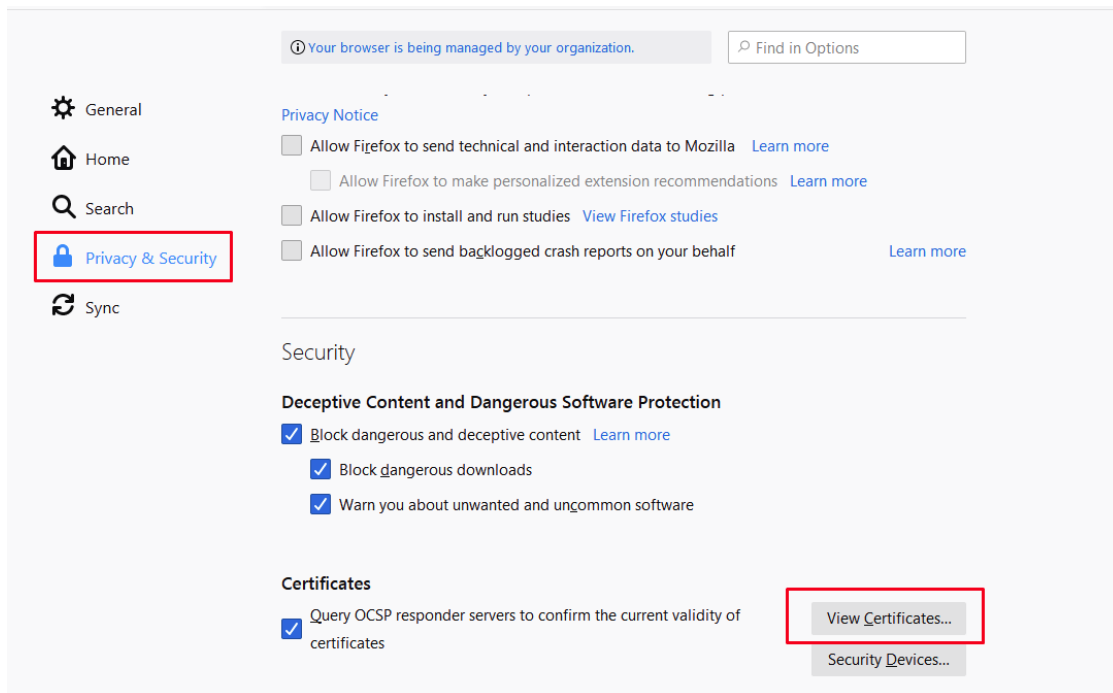 Your browser is being managed by your organization.
Find in Options
General
Home
Search
Privacy & Security
Sync
Privacy Notice
Allow Firefox to send technical and interaction data to Mozilla Learn more
Allow Firefox to make personalized extension recommendations Learn more
Allow Firefox to install and run studies View Firefox studies
Allow Firefox to send backlogged crash reports on your behalf Learn more
Security
Deceptive Content and Dangerous Software Protection
Block dangerous and deceptive content Learn more
Block dangerous downloads
Warn you about unwanted and uncommon software
Certificates
Query OCSP responder servers to confirm the current validity of
certificates
View Certificates...
Security Devices...